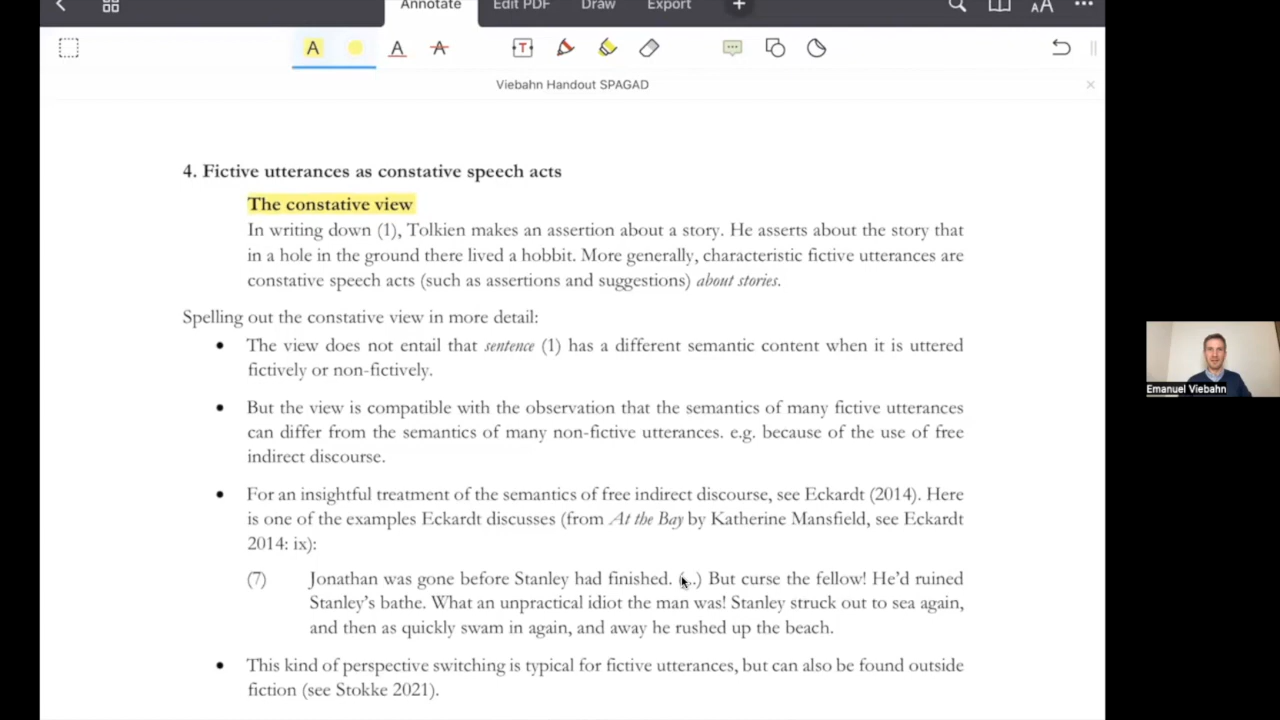 Annotate Edit PDF Draw Export +
Viebahn Handout SPAGAD
4. Fictive utterances as constative speech acts
The constative view
In writing down (1), Tolkien makes an assertion about a story. He asserts about the story that
in a hole in the ground there lived a hobbit. More generally, characteristic fictive utterances are
constative speech acts (such as assertions and suggestions) about stories.
Spelling out the constative view in more detail:
• The view does not entail that sentence (1) has a different semantic content when it is uttered
fictively or non-fictively.
• But the view is compatible with the observation that the semantics of many fictive utterances
can differ from the semantics of many non-fictive utterances. e.g. because of the use of free
indirect discourse.
• For an insightful treatment of the semantics of free indirect discourse, see Eckardt (2014). Here
is one of the examples Eckardt discusses (from At the Bay by Katherine Mansfield, see Eckardt
2014: ix):
(7) Jonathan was gone before Stanley had finished. (...) But curse the fellow! He'd ruined
Stanley's bathe. What an unpractical idiot the man was! Stanley struck out to sea again,
and then as quickly swam in again, and away he rushed up the beach.
• This kind of perspective switching is typical for fictive utterances, but can also be found outside
fiction (see Stokke 2021).
Emanuel Viebahn